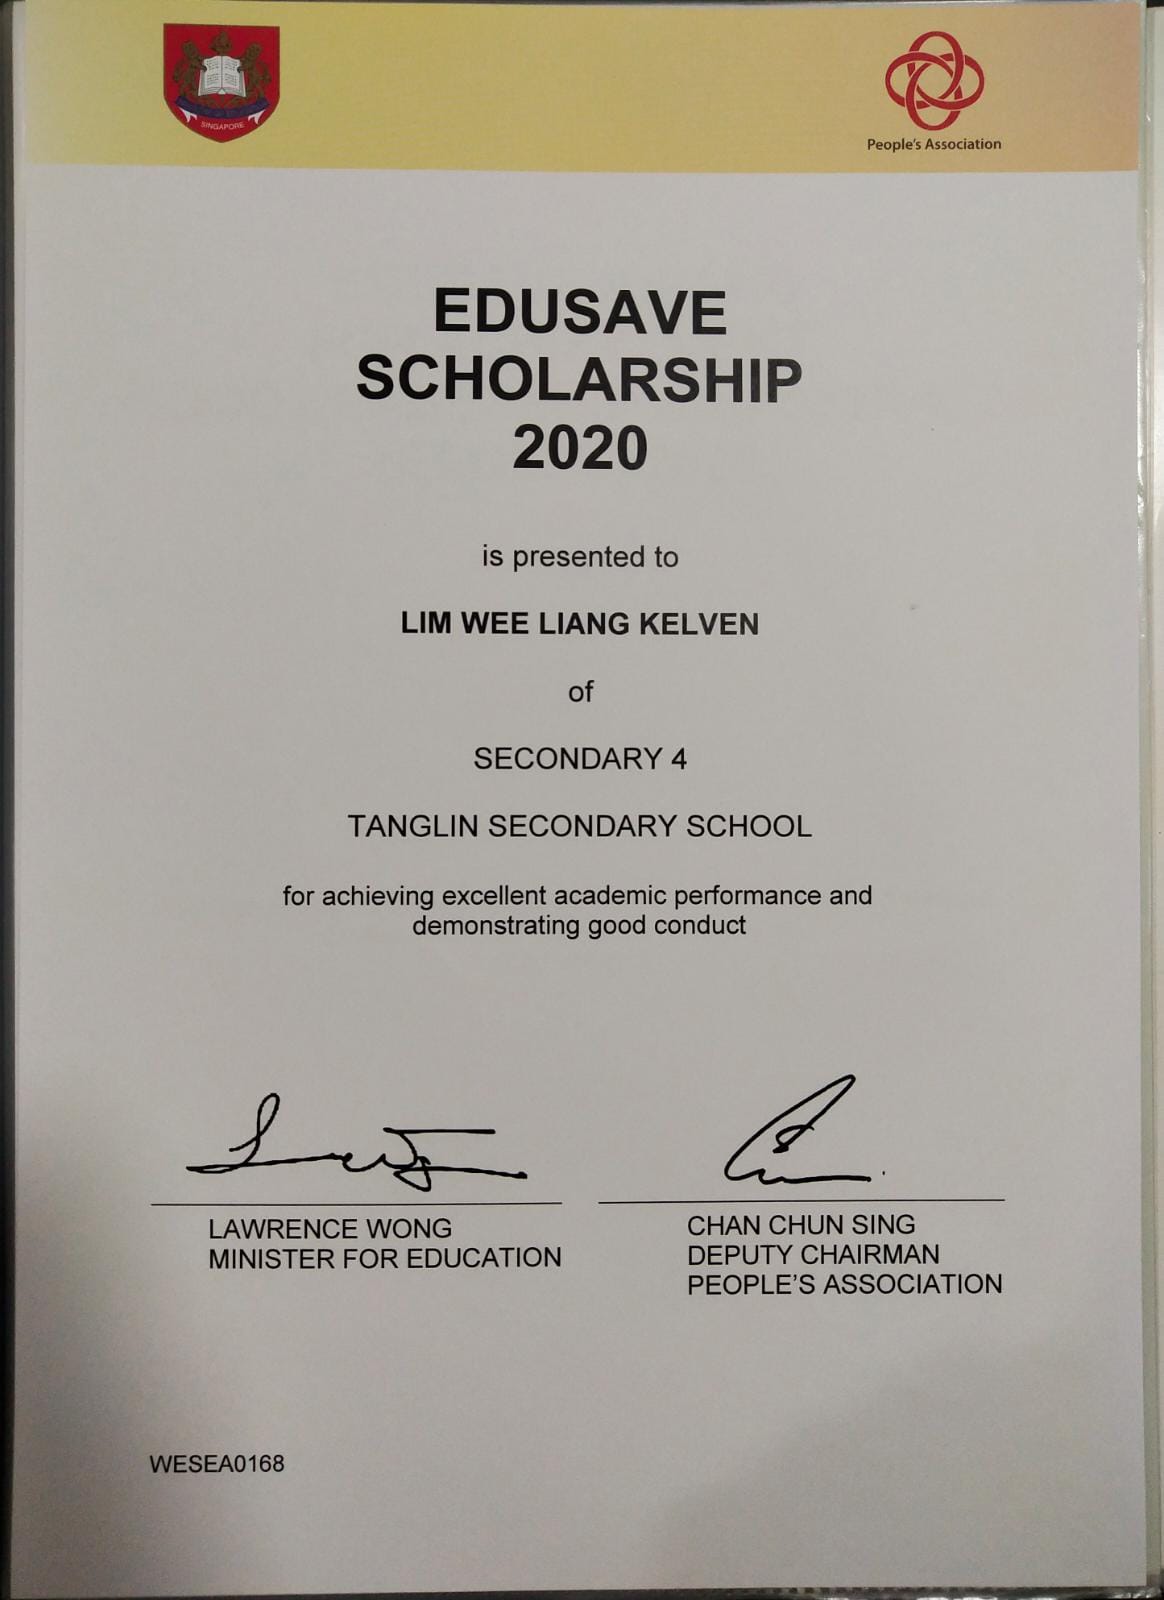 SINGAPORE
People's Association
EDUSAVE
SCHOLARSHIP
2020
is presented to
LIM WEE LIANG KELVEN
of
SECONDARY 4
TANGLIN SECONDARY SCHOOL
for achieving excellent academic performance and
demonstrating good conduct
LAWRENCE WONG
MINISTER FOR EDUCATION
CHAN CHUN SING
DEPUTY CHAIRMAN
PEOPLE'S ASSOCIATION
WESEA0168